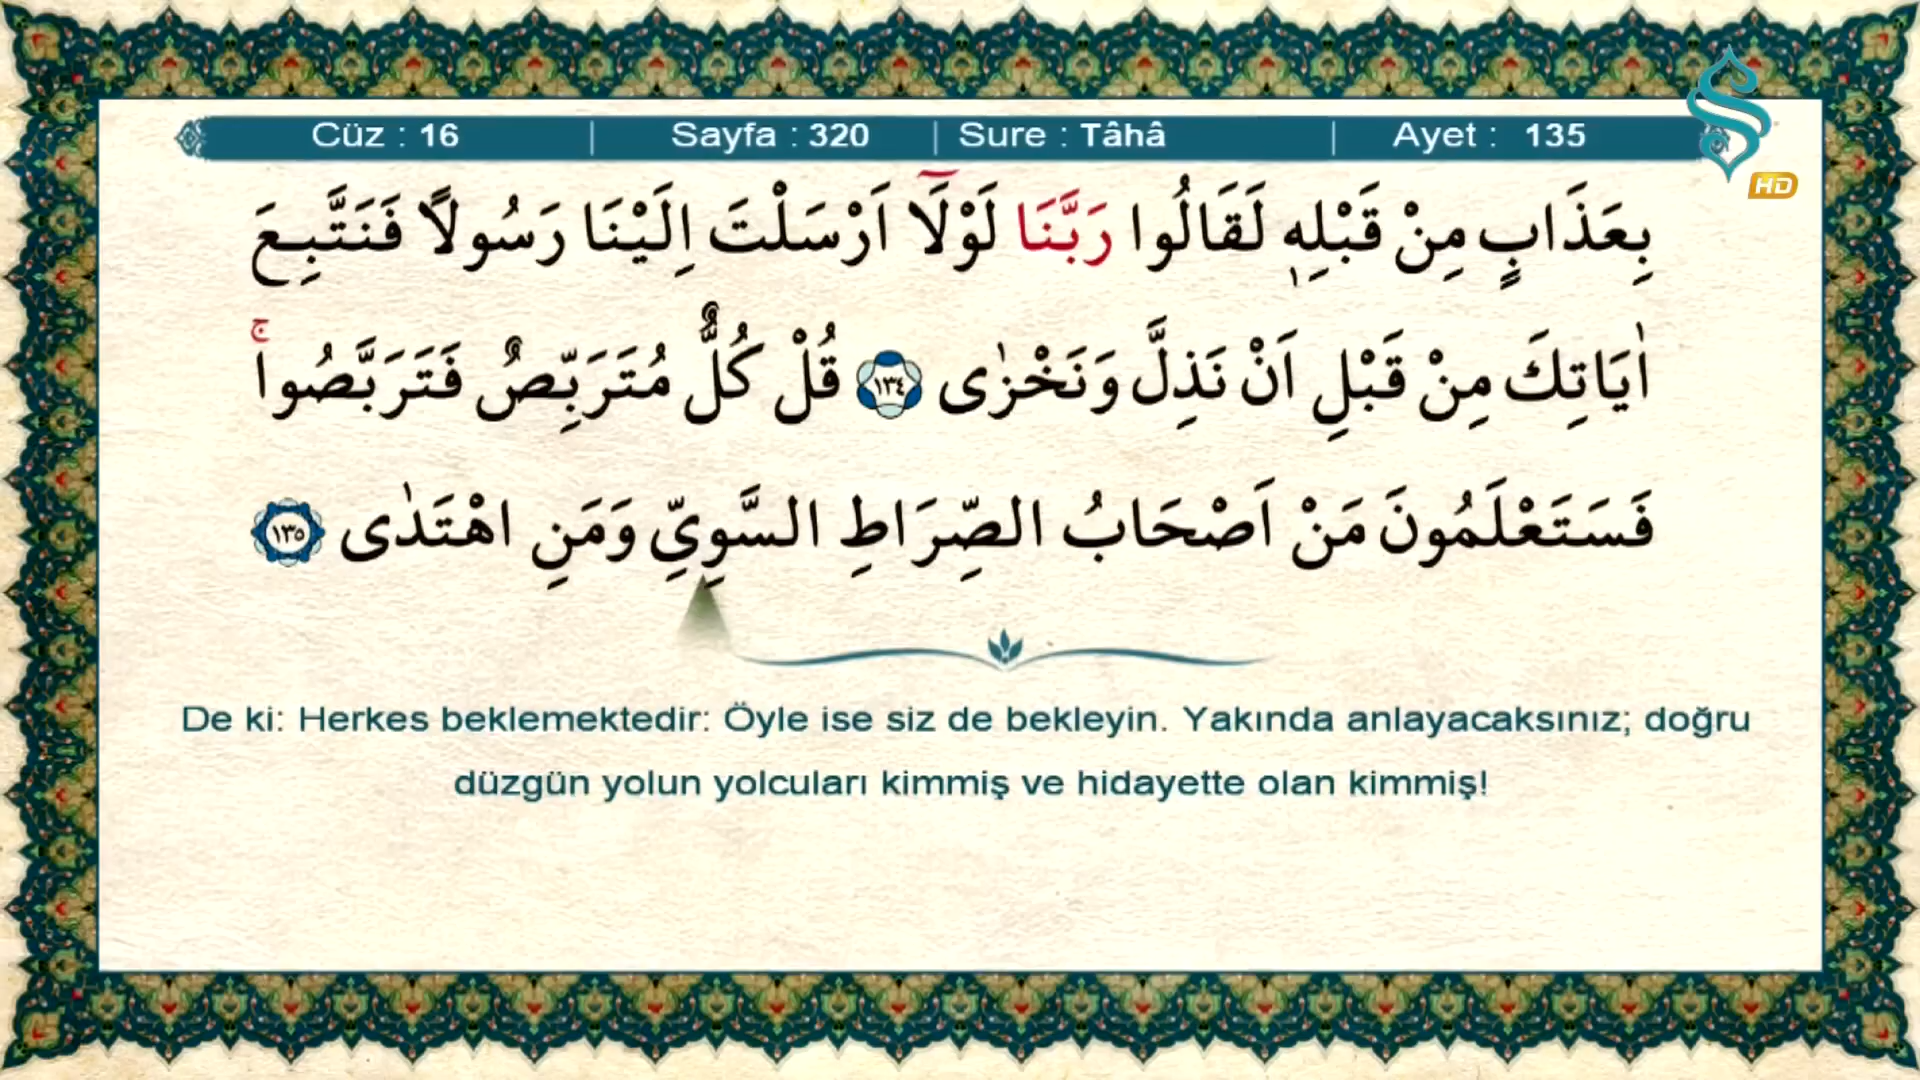 Cüz : 16 | Sayfa : 320 | Sure : Tâhâ | Ayet : 135
HD
بِعَذَابٍ مِنْ قَبْلِهٖ لَقَالُوا رَبَّنَا لَوْلَٓا اَرْسَلْتَ اِلَيْنَا رَسُولًا فَنَتَّبِعَ
اٰيَاتِكَ مِنْ قَبْلِ اَنْ نَذِلَّ وَنَخْزٰى ١٣٤ قُلْ كُلٌّ مُتَرَبِّصٌ فَتَرَبَّصُواۚ
فَسَتَعْلَمُونَ مَنْ اَصْحَابُ الصِّرَاطِ السَّوِيِّ وَمَنِ اهْتَدٰى ١٣٥
De ki: Herkes beklemektedir: Öyle ise siz de bekleyin. Yakında anlayacaksınız; doğru
düzgün yolun yolcuları kimmiş ve hidayette olan kimmiş!